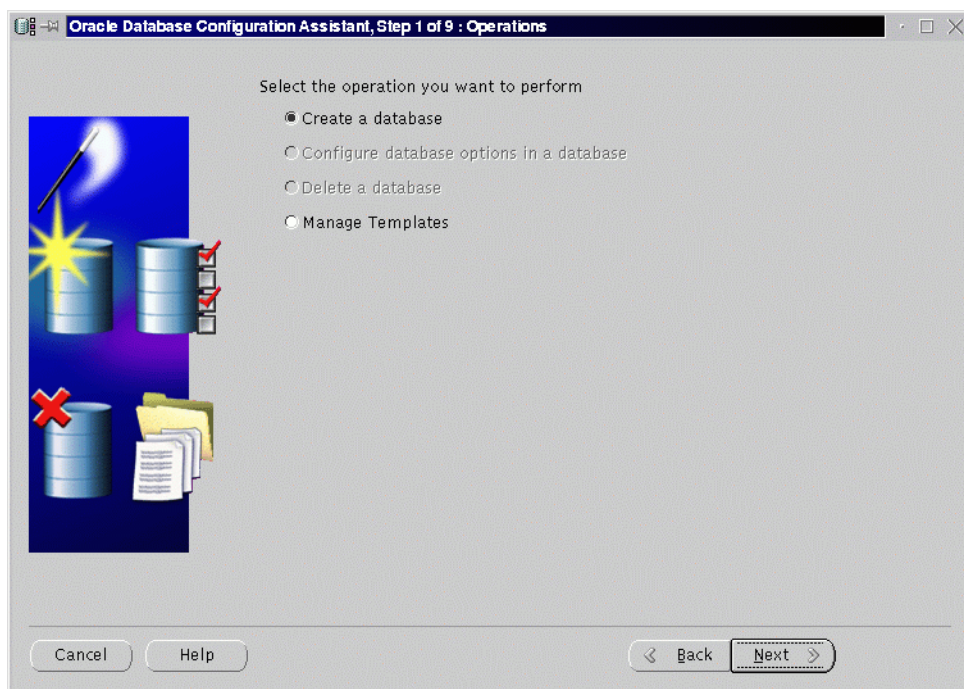 Oracle Database Configuration Assistant, Step 1 of 9 : Operations
Select the operation you want to perform
Create a database
Configure database options in a database
Delete a database
Manage Templates
Cancel
Help
Back
Next